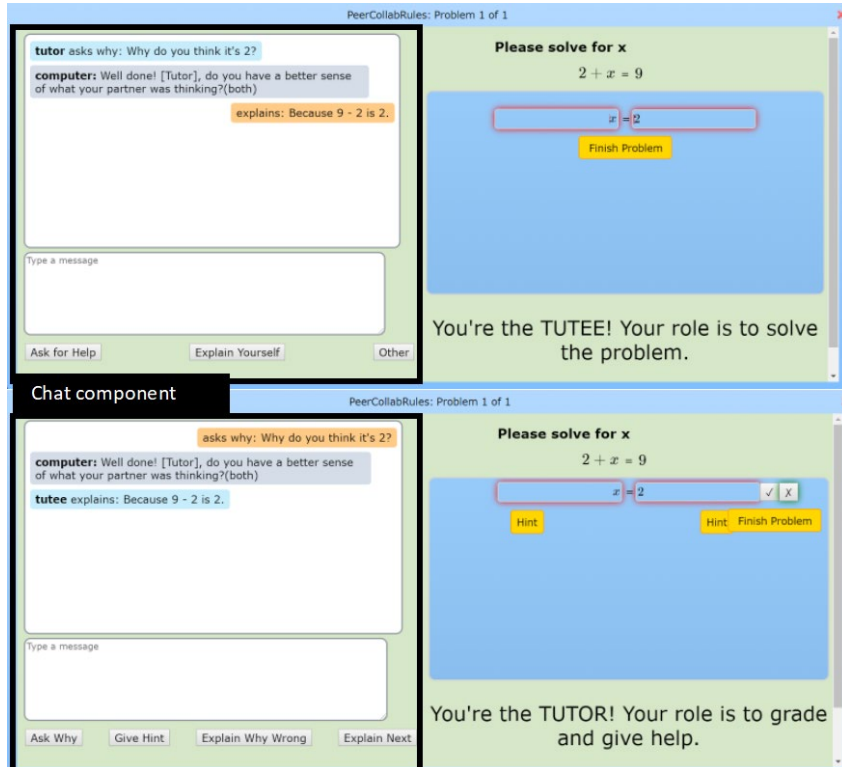 PeerCollabRules: Problem 1 of 1
tutor asks why: Why do you think it's 2?
computer: Well done! [Tutor], do you have a better sense
of what your partner was thinking?(both)
explains: Because 9 - 2 is 2.
Type a message
Ask for Help
Explain Yourself
Other
Please solve for x
2 + x = 9
x = 2
Finish Problem
You're the TUTEE! Your role is to solve
the problem.
Chat component
PeerCollabRules: Problem 1 of 1
asks why: Why do you think it's 2?
computer: Well done! [Tutor], do you have a better sense
of what your partner was thinking?(both)
tutee explains: Because 9 - 2 is 2.
Type a message
Ask Why
Give Hint
Explain Why Wrong
Explain Next
Please solve for x
2 + x = 9
x = 2 ✓ X
Hint
Hint
Finish Problem
You're the TUTOR! Your role is to grade
and give help.